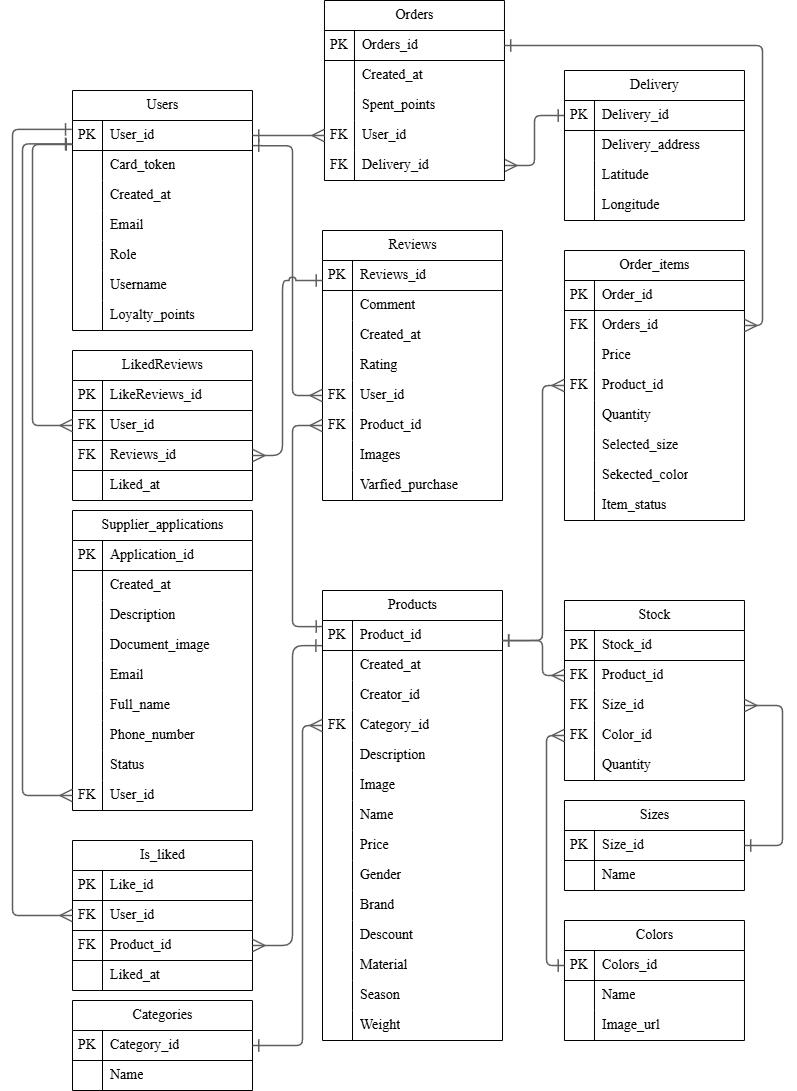 Orders
PK Orders_id
Created_at
Spent_points
FK User_id
FK Delivery_id
Delivery
PK Delivery_id
Delivery_address
Latitude
Longitude
Users
PK User_id
Card_token
Created_at
Email
Role
Username
Loyalty_points
Reviews
PK Reviews_id
Comment
Created_at
Rating
FK User_id
FK Product_id
Images
Varfied_purchase
Order_items
PK Order_id
FK Orders_id
Price
FK Product_id
Quantity
Selected_size
Sekected_color
Item_status
LikedReviews
PK LikeReviews_id
FK User_id
FK Reviews_id
Liked_at
Supplier_applications
PK Application_id
Created_at
Description
Document_image
Email
Full_name
Phone_number
Status
FK User_id
Products
PK Product_id
Created_at
Creator_id
FK Category_id
Description
Image
Name
Price
Gender
Brand
Descount
Material
Season
Weight
Stock
PK Stock_id
FK Product_id
FK Size_id
FK Color_id
Quantity
Sizes
PK Size_id
Name
Is_liked
PK Like_id
FK User_id
FK Product_id
Liked_at
Colors
PK Colors_id
Name
Image_url
Categories
PK Category_id
Name